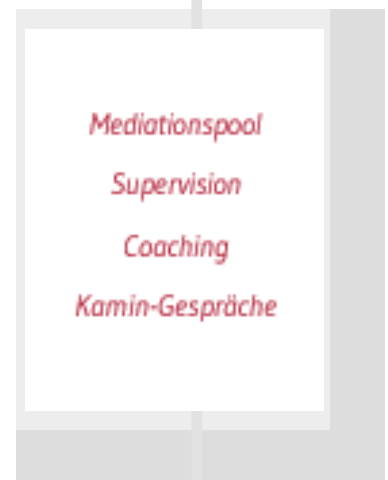 Mediationspool
Supervision
Coaching
Kamin-Gespräche